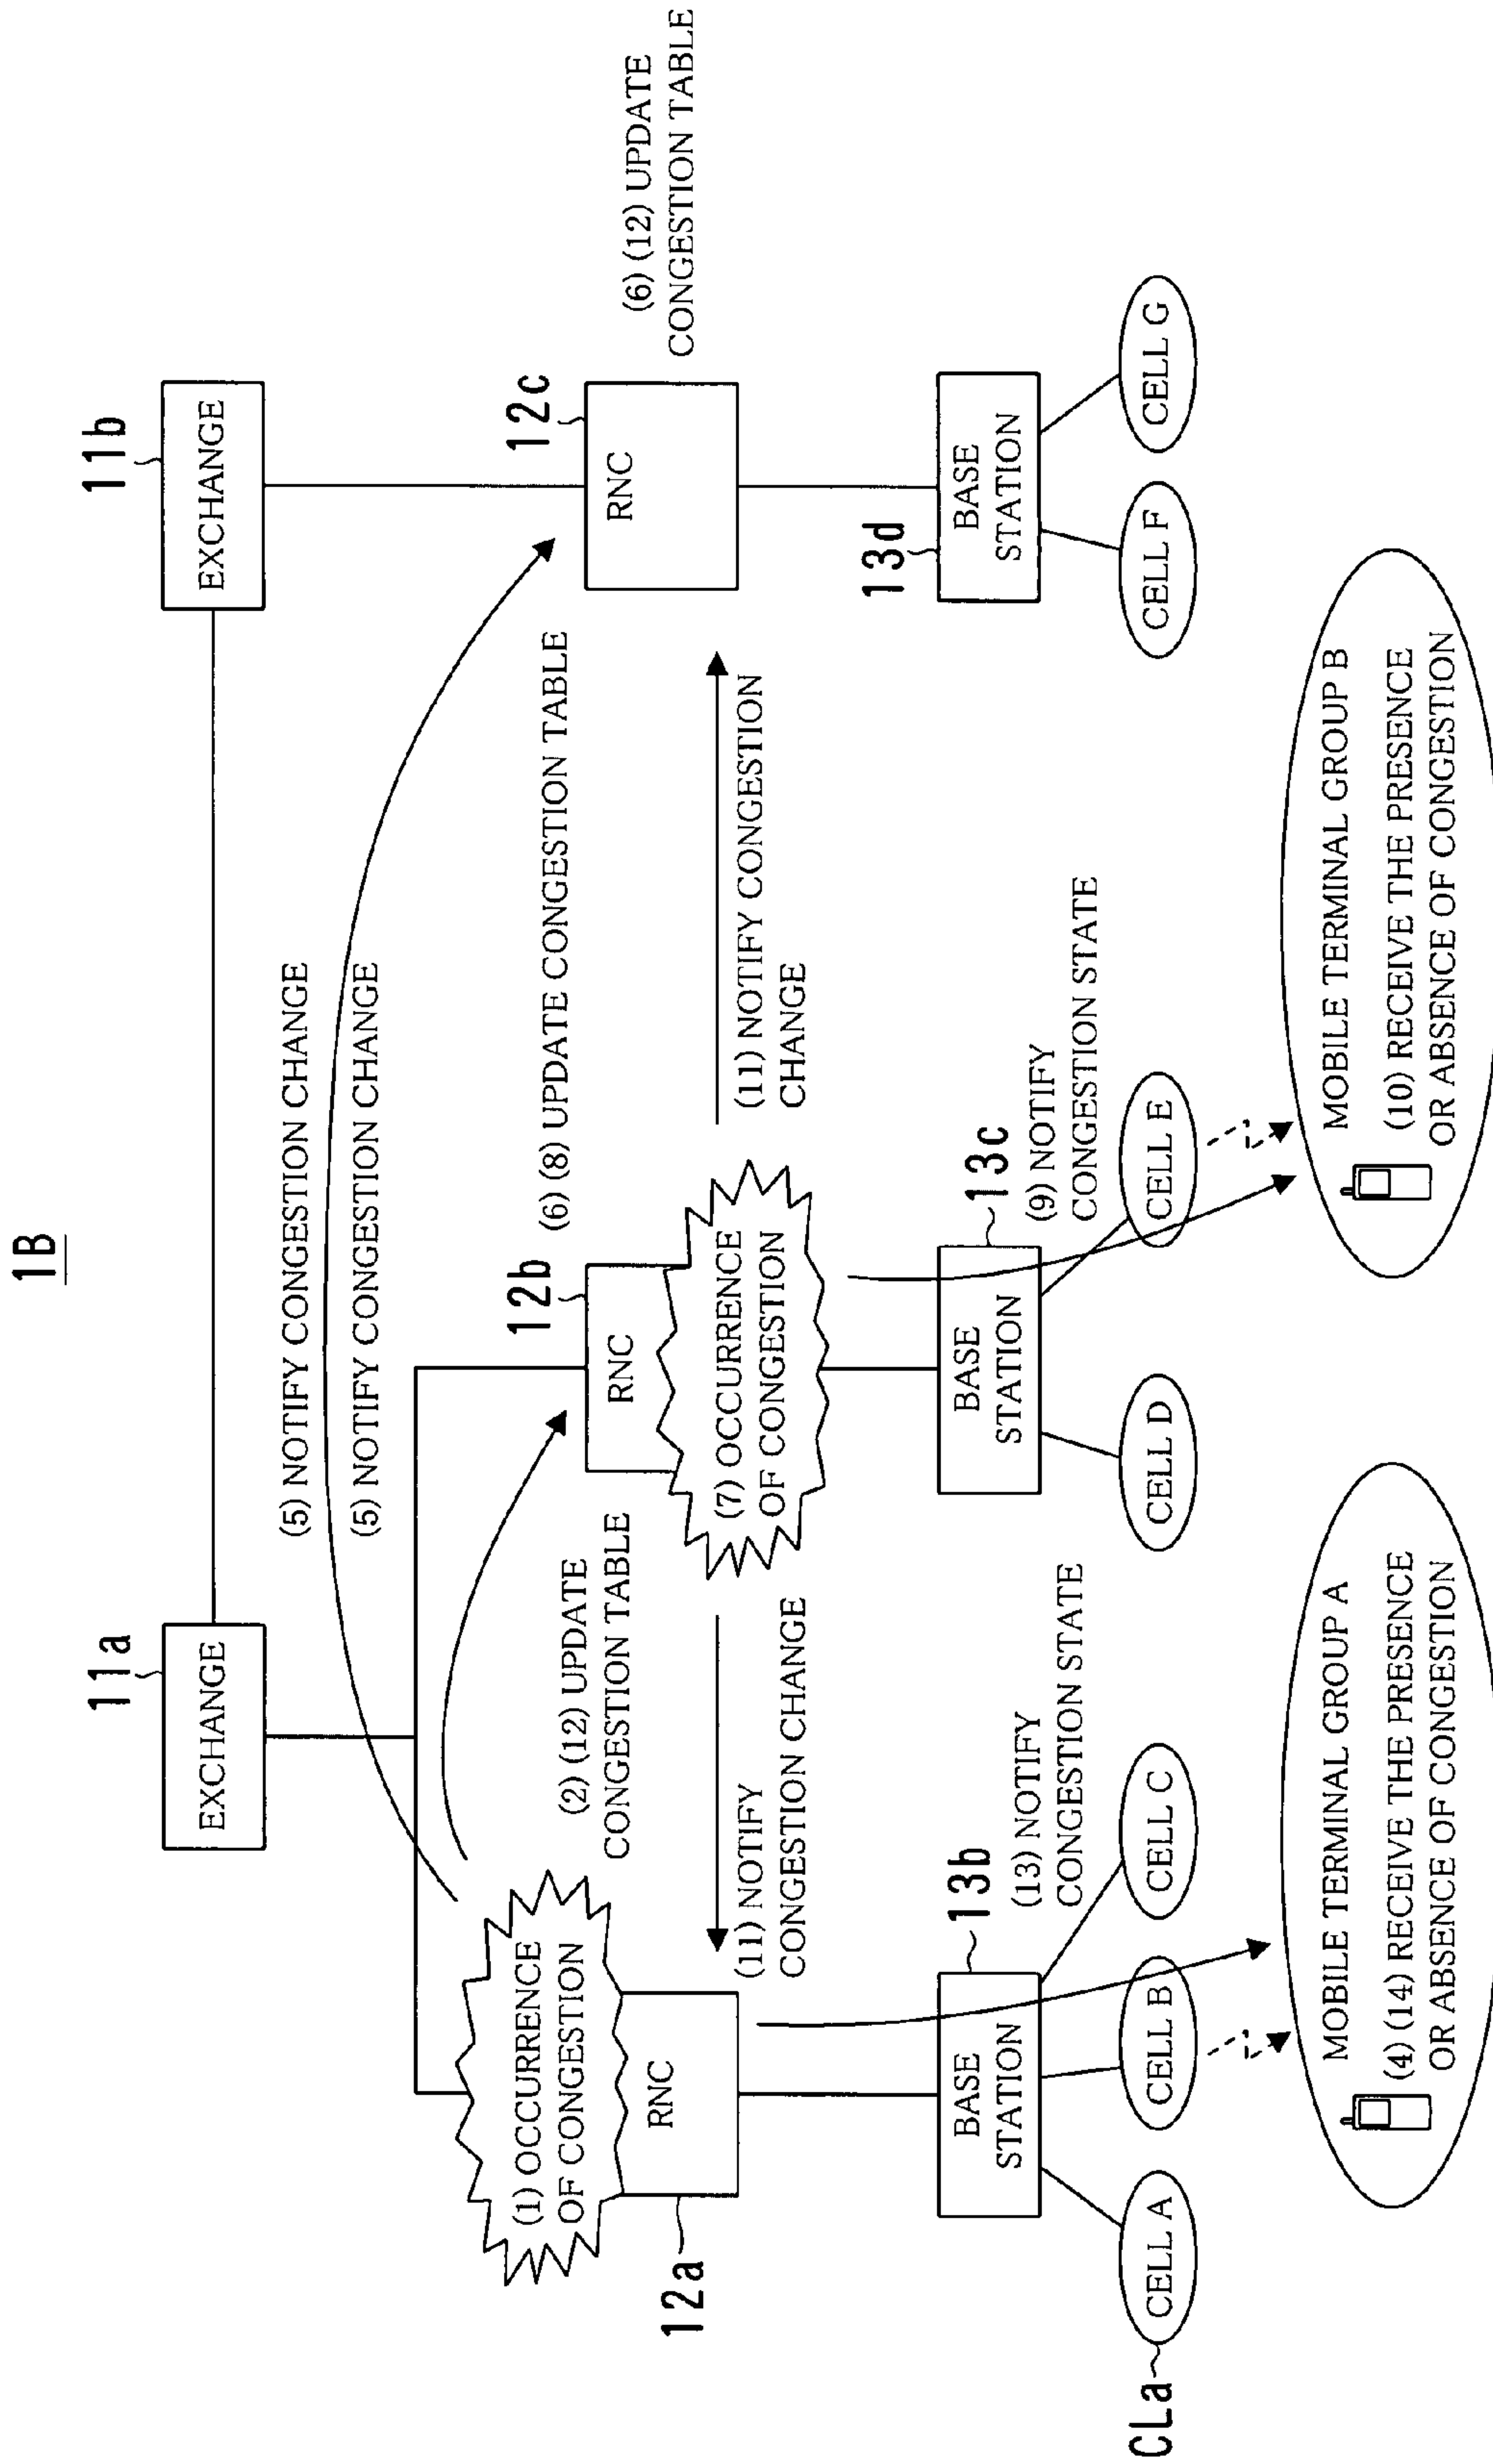 1B
11a
EXCHANGE
11b
EXCHANGE
(5) NOTIFY CONGESTION CHANGE
(5) NOTIFY CONGESTION CHANGE
(1) OCCURRENCE
OF CONGESTION
RNC
12a
(2) (12) UPDATE
CONGESTION TABLE
12b
RNC
(6) (8) UPDATE CONGESTION TABLE
(7) OCCURRENCE
OF CONGESTION
12c
RNC
(6) (12) UPDATE
CONGESTION TABLE
(11) NOTIFY
CONGESTION CHANGE
(11) NOTIFY CONGESTION
CHANGE
13b
BASE
STATION
(13) NOTIFY
CONGESTION STATE
13c
BASE
STATION
(9) NOTIFY
CONGESTION STATE
13d
BASE
STATION
CLa
CELL A
CELL B
CELL C
CELL D
CELL E
CELL F
CELL G
MOBILE TERMINAL GROUP A
(4) (14) RECEIVE THE PRESENCE
OR ABSENCE OF CONGESTION
MOBILE TERMINAL GROUP B
(10) RECEIVE THE PRESENCE
OR ABSENCE OF CONGESTION